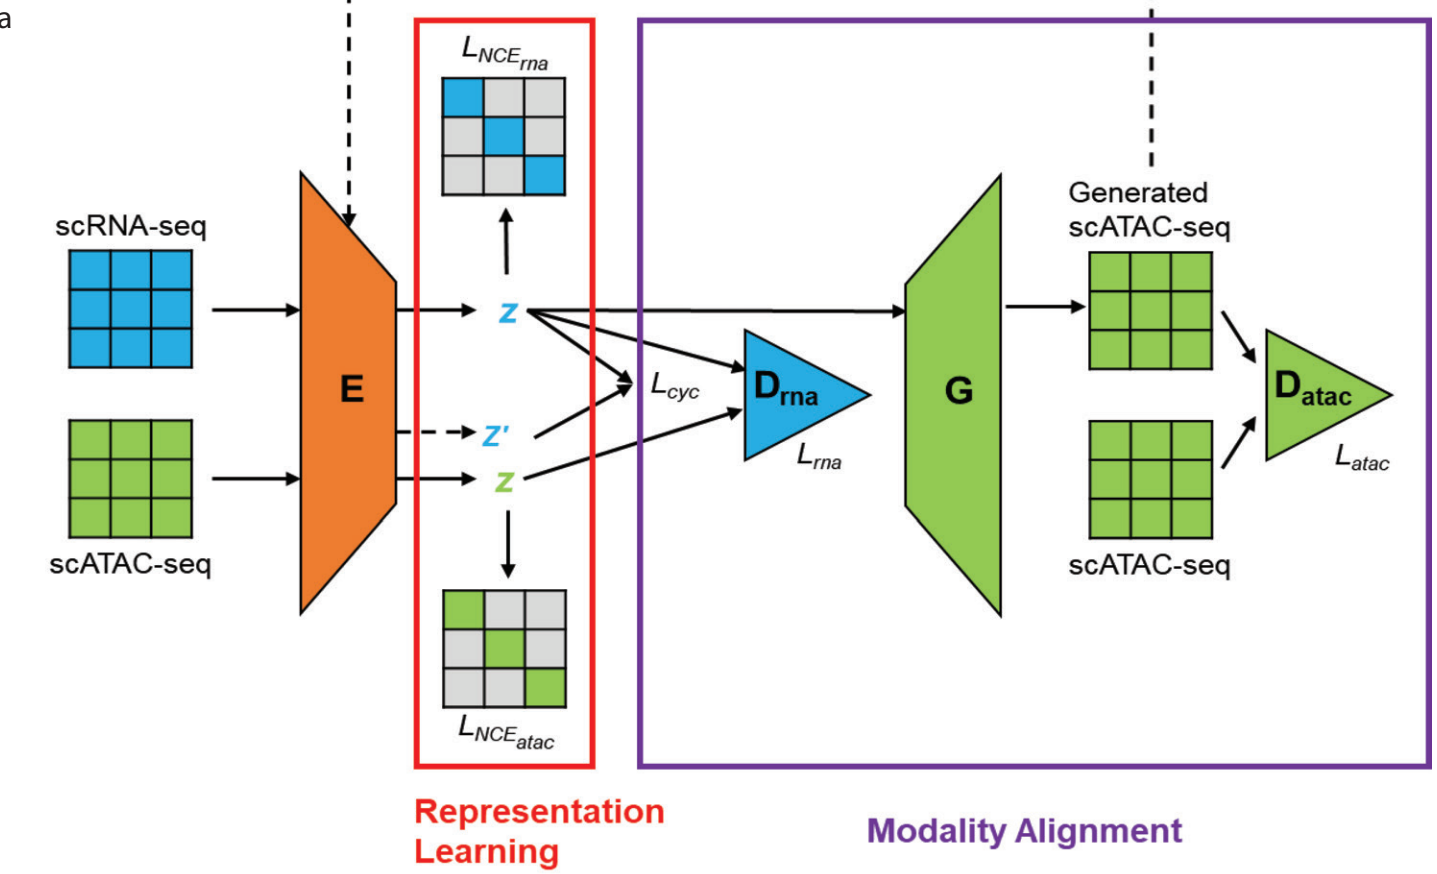 a
L_NCE_rna
scRNA-seq
Generated
scATAC-seq
z
E
L_cyc
D_rna
G
D_atac
z'
L_rna
L_atac
z
scATAC-seq
scATAC-seq
L_NCE_atac
Representation
Learning
Modality Alignment